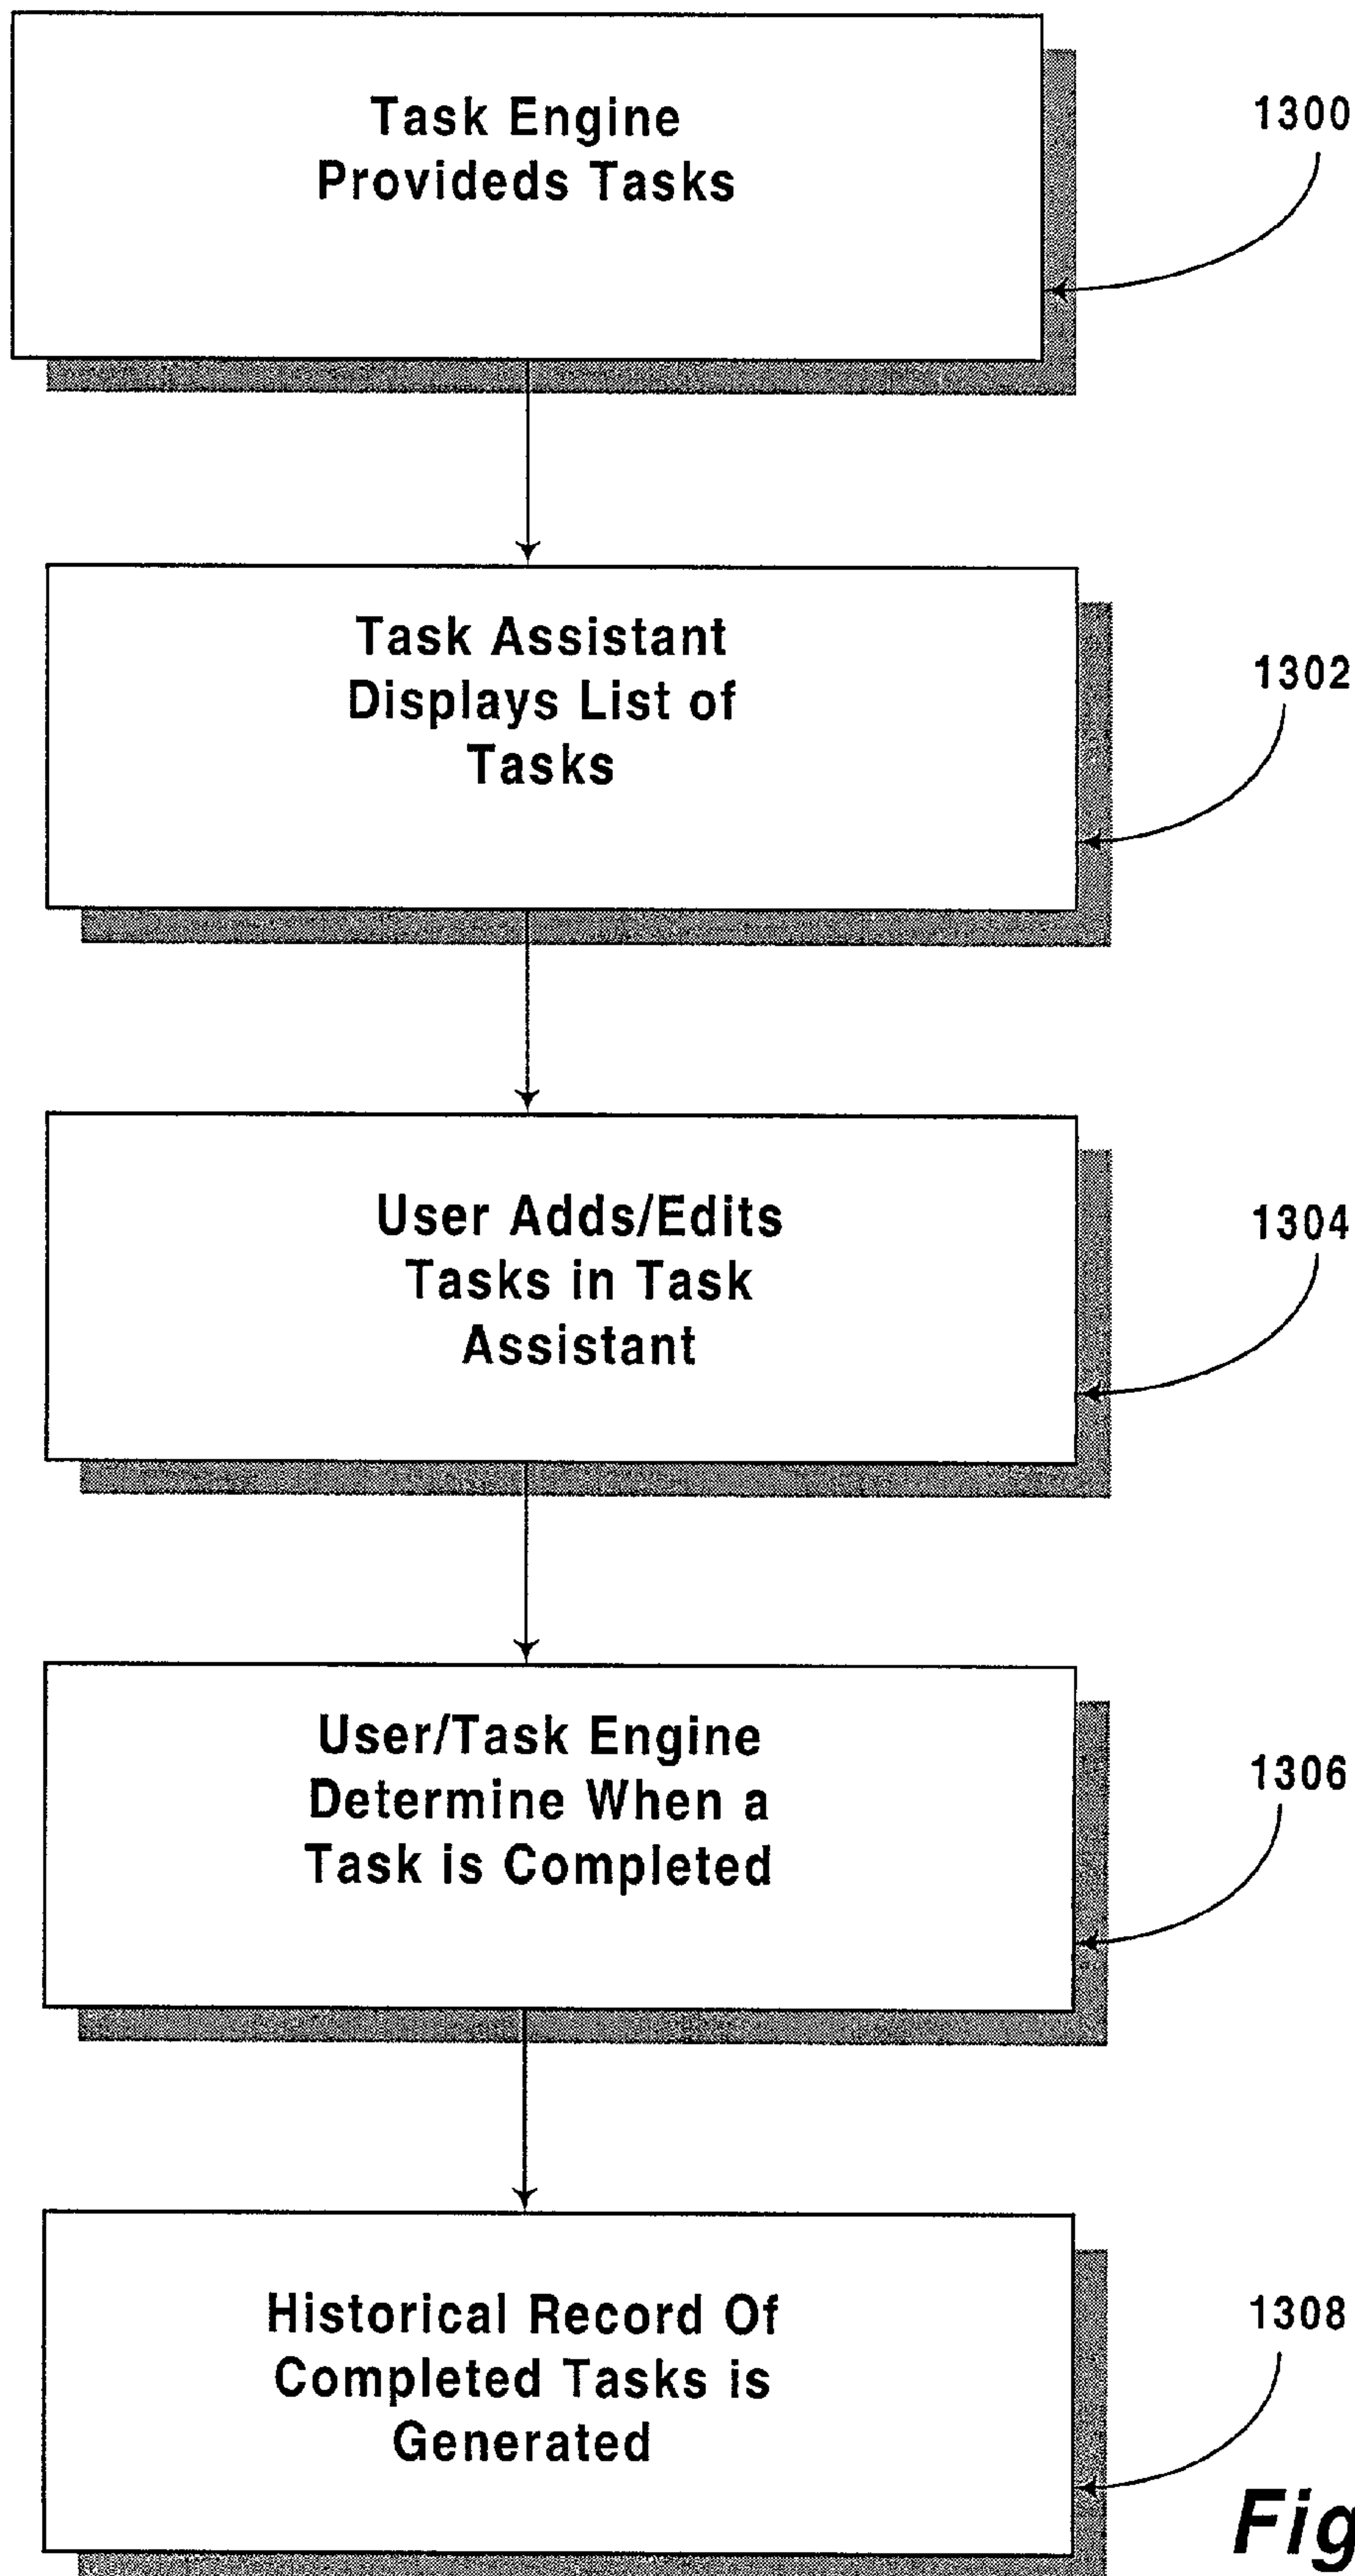 Task Engine
Provideds Tasks
1300
Task Assistant
Displays List of
Tasks
1302
User Adds/Edits
Tasks in Task
Assistant
1304
User/Task Engine
Determine When a
Task is Completed
1306
Historical Record Of
Completed Tasks is
Generated
1308
Fig